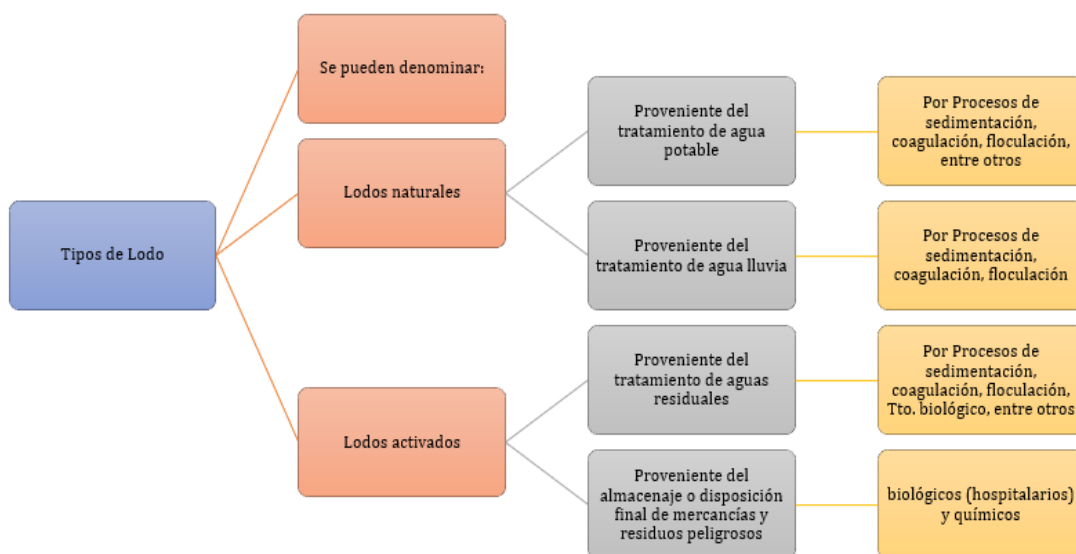 Tipos de Lodo
Se pueden denominar:
Lodos naturales
Proveniente del
tratamiento de agua
potable
Por Procesos de
sedimentación,
coagulación, floculación,
entre otros
Proveniente del
tratamiento de agua lluvia
Por Procesos de
sedimentación,
coagulación, floculación
Lodos activados
Proveniente del
tratamiento de aguas
residuales
Por Procesos de
sedimentación,
coagulación, floculación,
Tto. biológico, entre otros
Proveniente del
almacenaje o disposición
final de mercancías y
residuos peligrosos
biológicos (hospitalarios)
y químicos